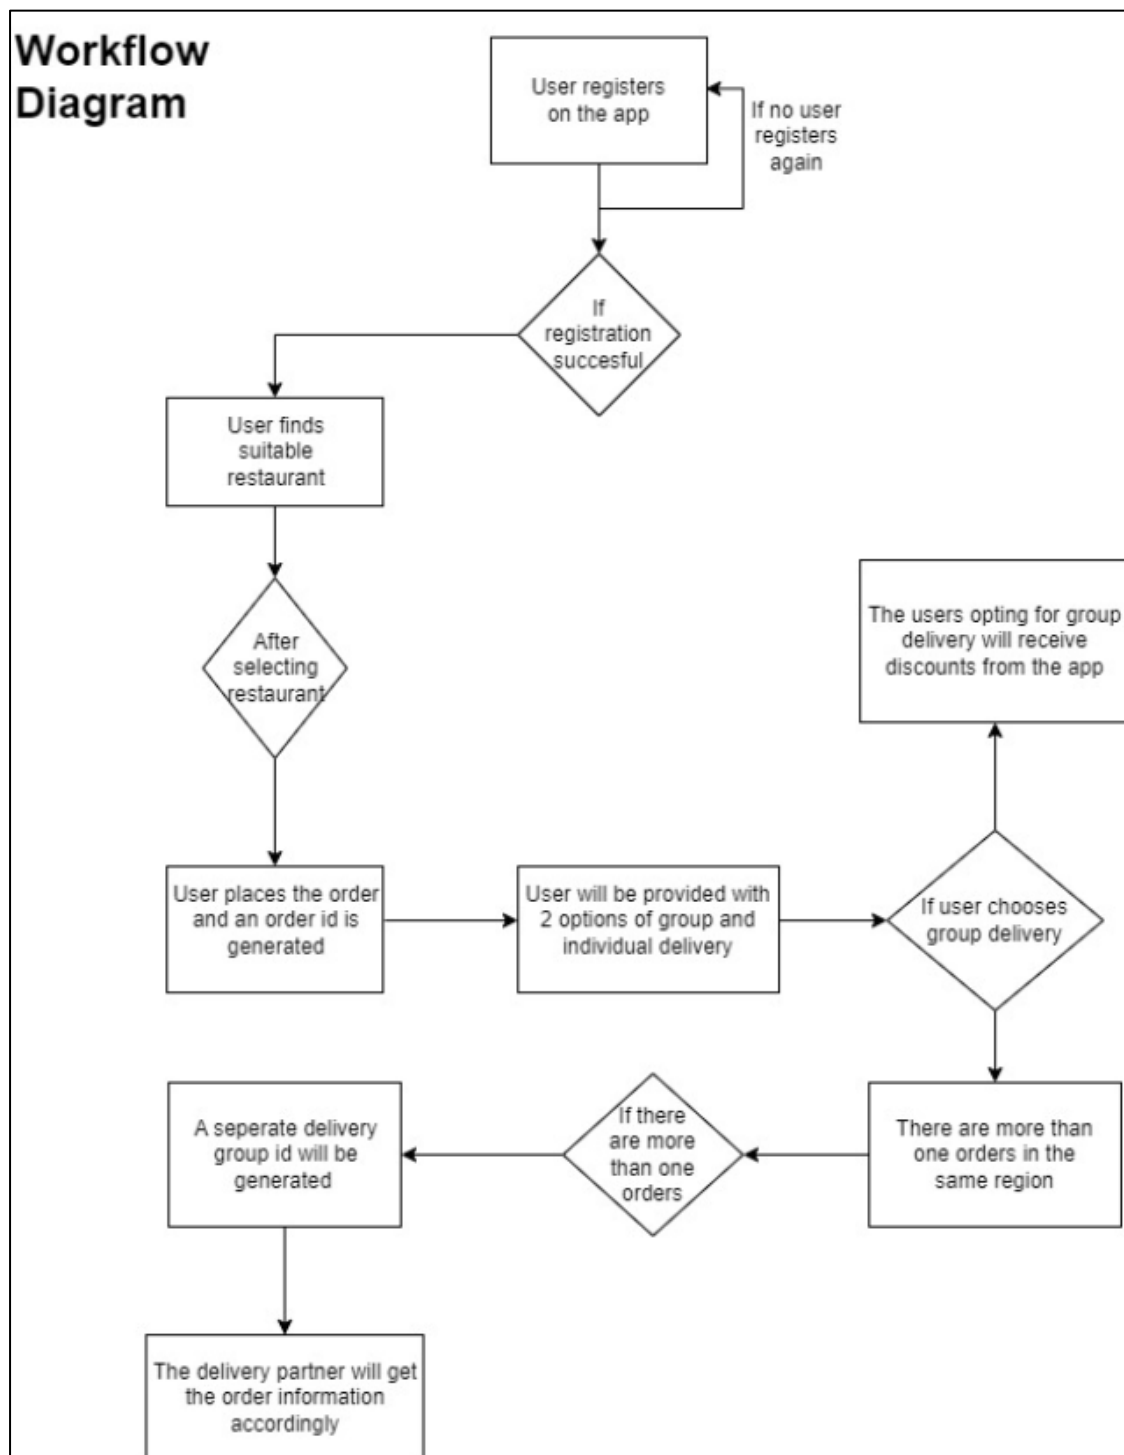 Workflow
Diagram
User registers
on the app
If no user
registers
again
If
registration
succesful
User finds
suitable
restaurant
After
selecting
restaurant
The users opting for group
delivery will receive
discounts from the app
User places the order
and an order id is
generated
User will be provided with
2 options of group and
individual delivery
If user chooses
group delivery
There are more than
one orders in the
same region
If there
are more
than one
orders
A seperate delivery
group id will be
generated
The delivery partner will get
the order information
accordingly